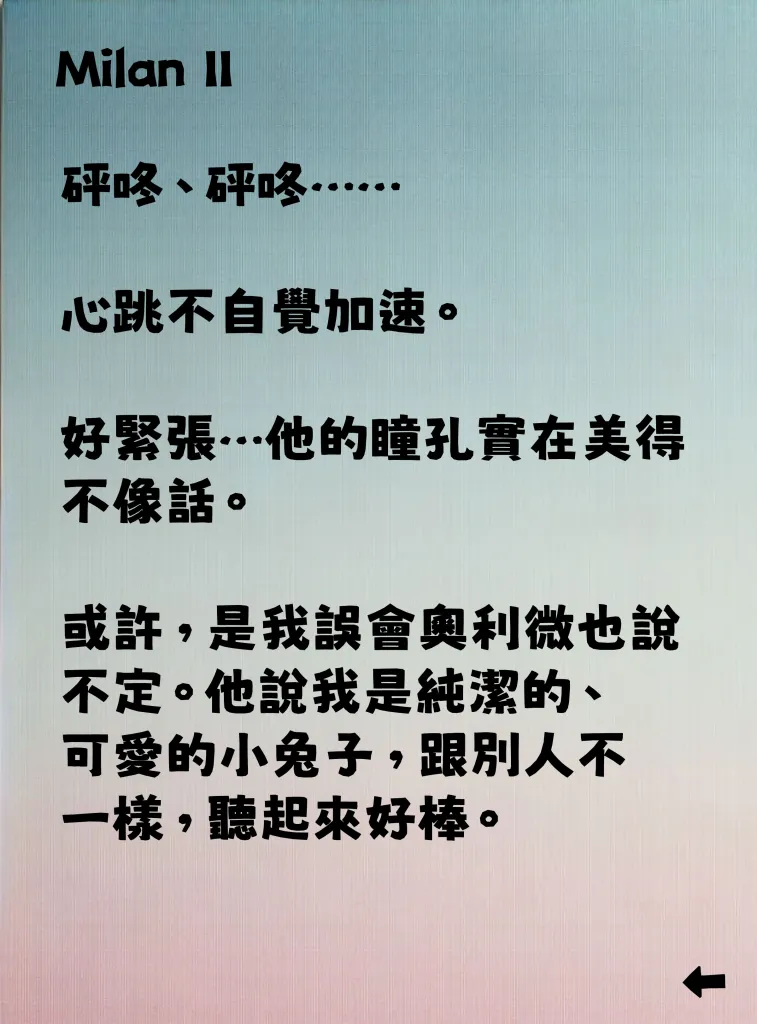 Milan II
砰咚、砰咚……
心跳不自覺加速。
好緊張…他的瞳孔實在美得
不像話。
或許，是我誤會奧利微也說
不定。他說我是純潔的、
可愛的小兔子，跟別人不
一樣，聽起來好棒。